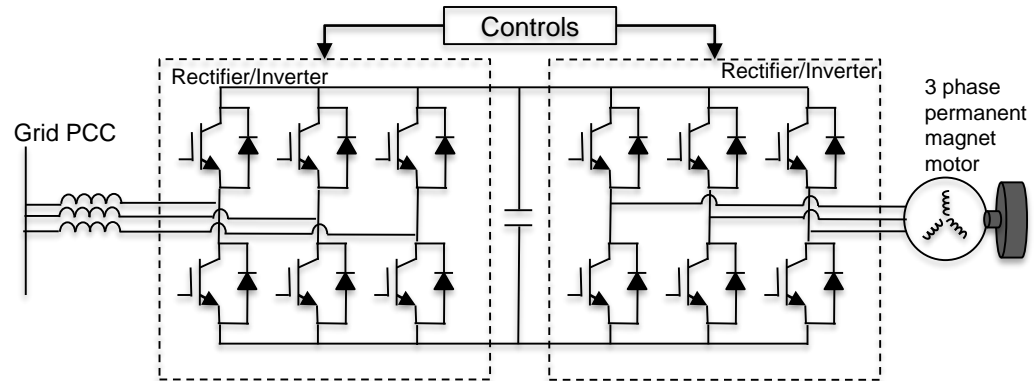 Controls
Rectifier/Inverter
Rectifier/Inverter
3 phase
permanent
magnet
motor
Grid PCC